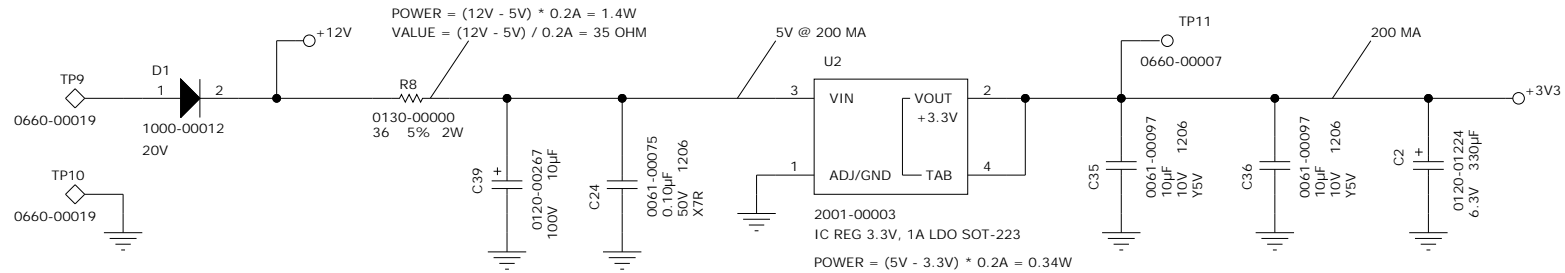 POWER = (12V - 5V) * 0.2A = 1.4W
VALUE = (12V - 5V) / 0.2A = 35 OHM
+12V
5V @ 200 MA
TP11
0660-00007
200 MA
TP9
0660-00019
D1
1 2
1000-00012
20V
R8
0130-00000
36 5% 2W
U2
3 VIN VOUT 2
+3.3V
1 ADJ/GND TAB 4
2001-00003
IC REG 3.3V, 1A LDO SOT-223
POWER = (5V - 3.3V) * 0.2A = 0.34W
+3V3
TP10
0660-00019
C39
+
0120-00267 10µF
100V
C24
0061-00075
0.10µF 1206
50V
X7R
C35
0061-00097
10µF 1206
10V
Y5V
C36
0061-00097
10µF 1206
10V
Y5V
C2
+
0120-01224
6.3V 330µF